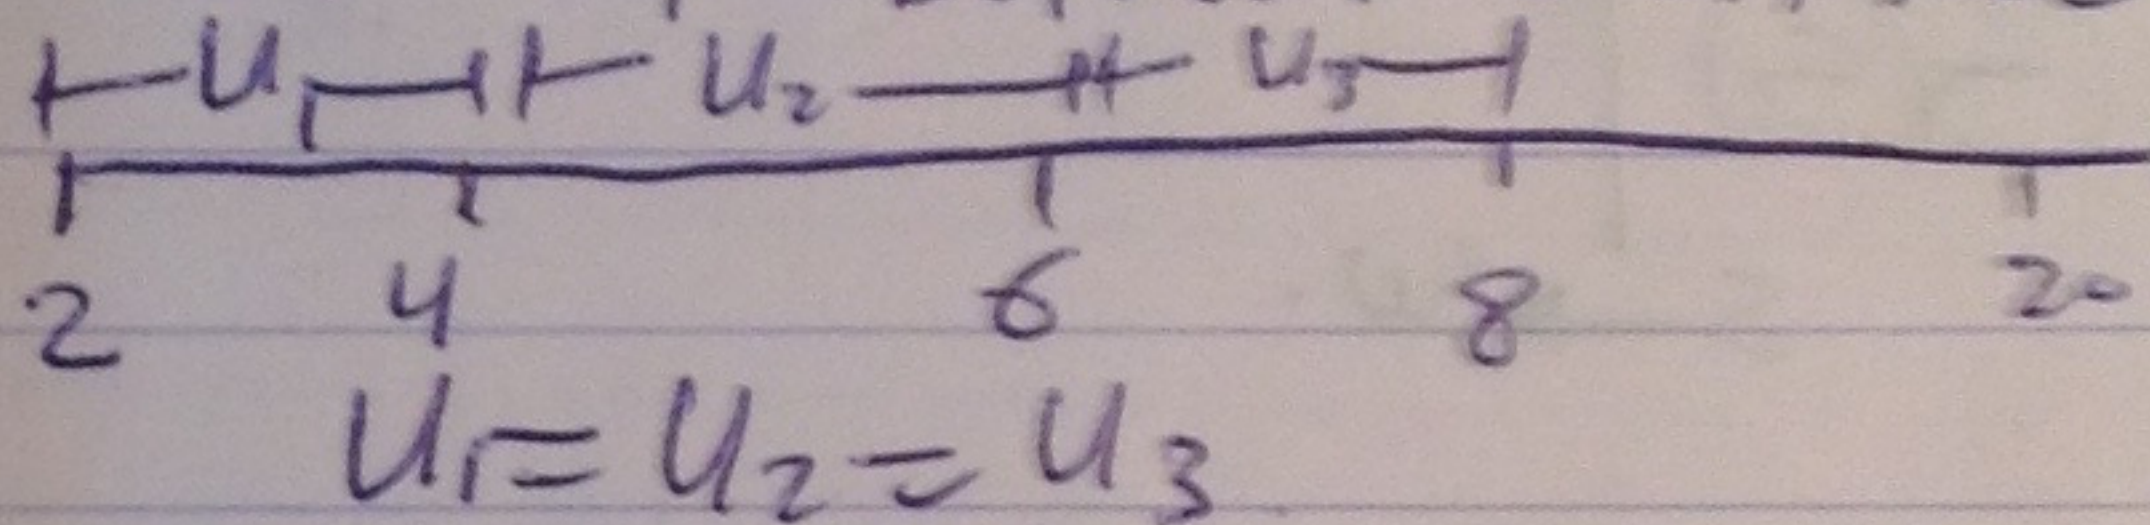 U₁ U₂ U₃
2 4 6 8 20
U₁ = U₂ = U₃